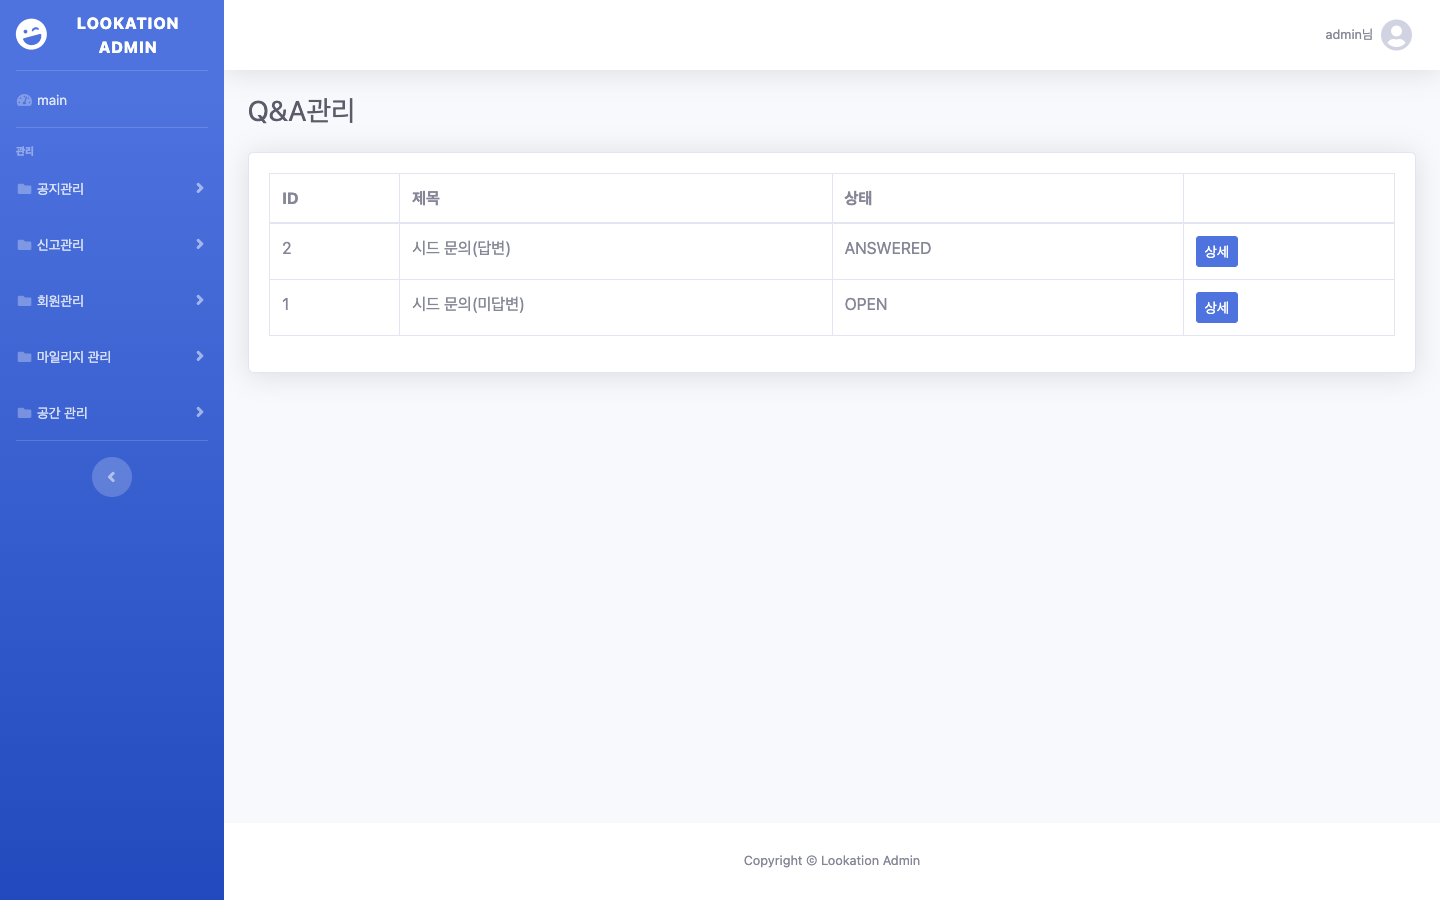 LOOKATION
ADMIN
admin님
main
관리
공지관리
신고관리
회원관리
마일리지 관리
공간 관리
Q&A관리
ID 제목 상태
2 시드 문의(답변) ANSWERED 상세
1 시드 문의(미답변) OPEN 상세
Copyright © Lookation Admin